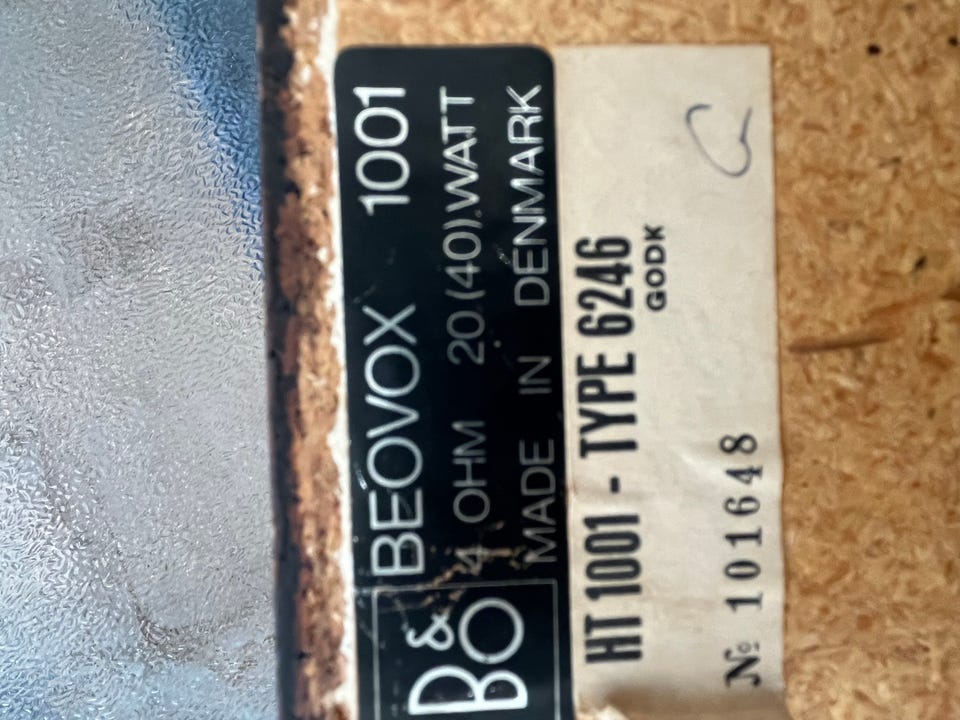 B&O
BEOVOX 1001
4 OHM 20 (40) WATT
MADE IN DENMARK
HT 1001 - TYPE 6246
GODK
№ 101648